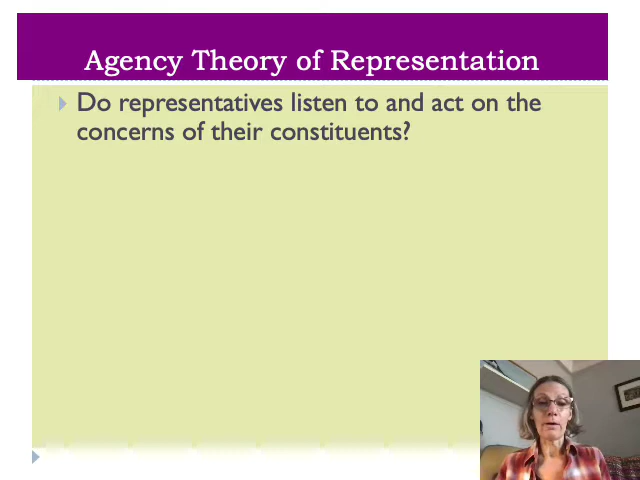 Agency Theory of Representation
Do representatives listen to and act on the
concerns of their constituents?